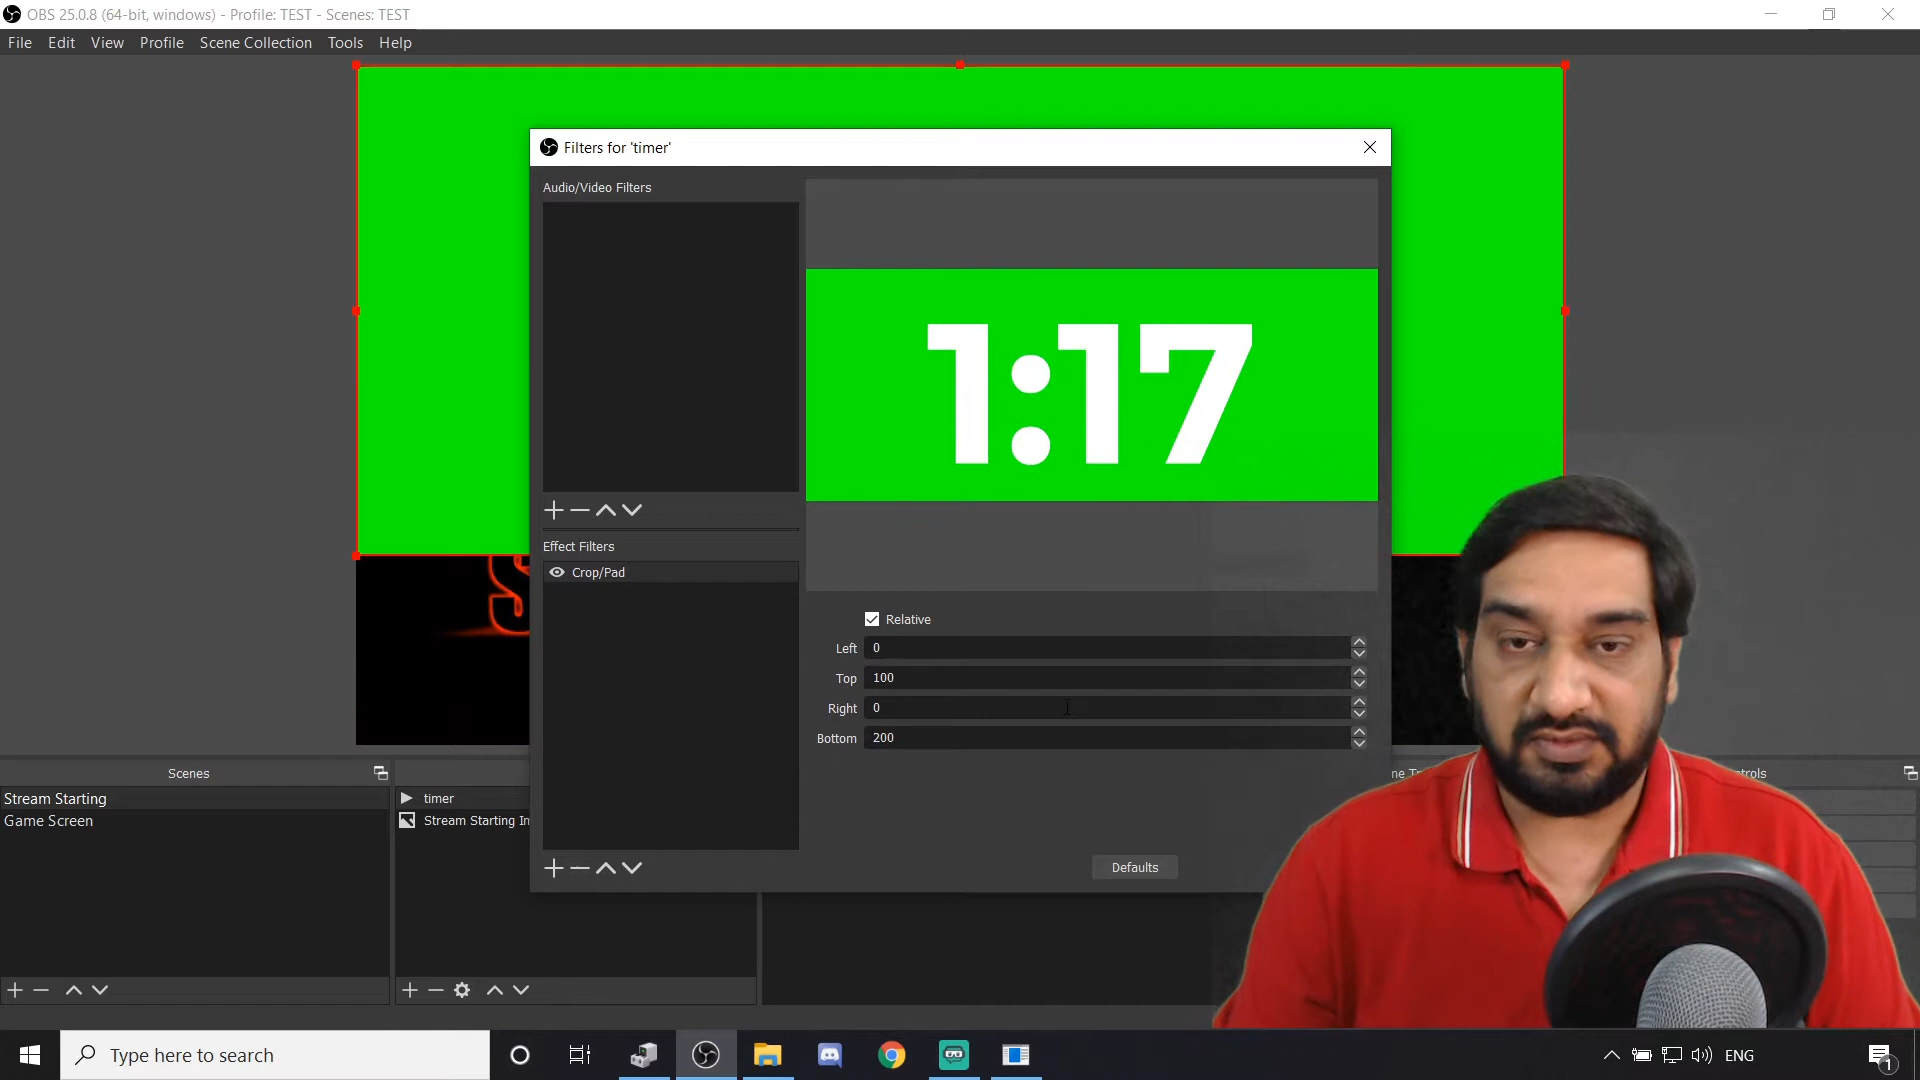 OBS 25.0.8 (64-bit, windows) - Profile: TEST - Scenes: TEST
File Edit View Profile Scene Collection Tools Help
Filters for 'timer'
Audio/Video Filters
1:17
Effect Filters
Crop/Pad
Relative
Left 0
Top 100
Right 0
Bottom 200
Defaults
Scenes
Stream Starting
Game Screen
timer
Stream Starting
Type here to search
ENG
1